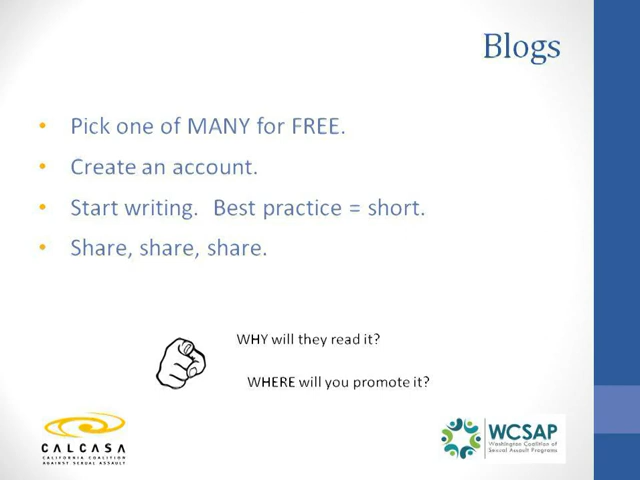 Blogs
• Pick one of MANY for FREE.
• Create an account.
• Start writing. Best practice = short.
• Share, share, share.
WHY will they read it?
WHERE will you promote it?
CALCASA
CALIFORNIA COALITION
AGAINST SEXUAL ASSAULT
WCSAP
Washington Coalition of
Sexual Assault Programs